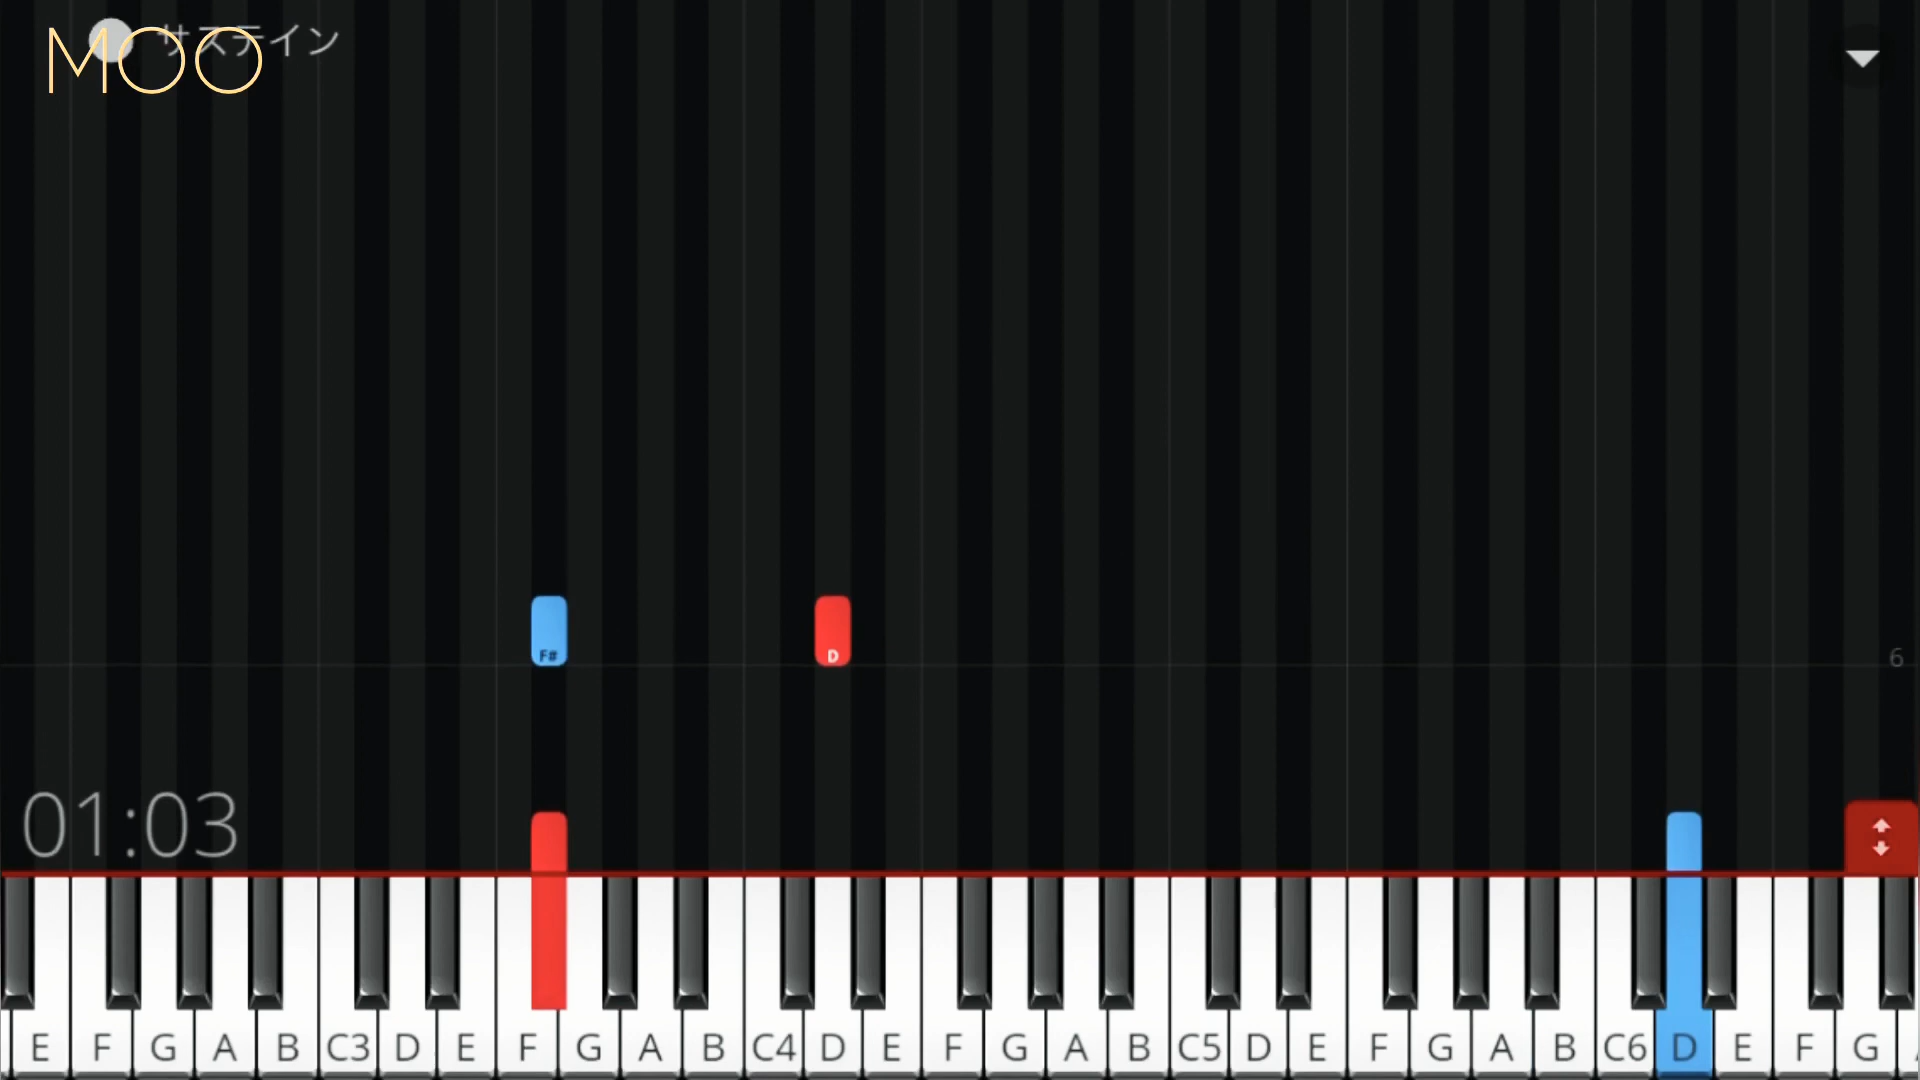 MOO
サステイン
F#
D
6
01:03
E F G A B C3 D E F G A B C4 D E F G A B C5 D E F G A B C6 D E F G